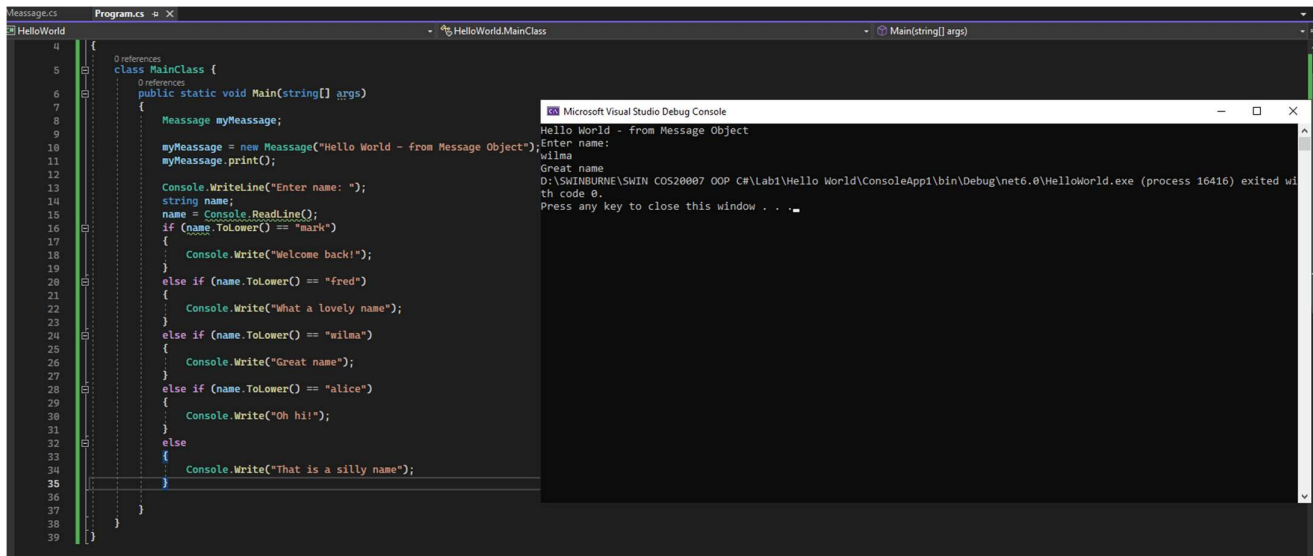 Meassage.cs Program.cs
HelloWorld HelloWorld.MainClass Main(string[] args)
4 {
0 references
5 class MainClass {
0 references
6 public static void Main(string[] args)
7 {
8 Meassage myMeassage;
9
10 myMeassage = new Meassage("Hello World - from Message Object");
11 myMeassage.print();
12
13 Console.WriteLine("Enter name: ");
14 string name;
15 name = Console.ReadLine();
16 if (name.ToLower() == "mark")
17 {
18 Console.Write("Welcome back!");
19 }
20 else if (name.ToLower() == "fred")
21 {
22 Console.Write("What a lovely name");
23 }
24 else if (name.ToLower() == "wilma")
25 {
26 Console.Write("Great name");
27 }
28 else if (name.ToLower() == "alice")
29 {
30 Console.Write("Oh hi!");
31 }
32 else
33 {
34 Console.Write("That is a silly name");
35 }
36
37 }
38 }
39 }
Microsoft Visual Studio Debug Console
Hello World - from Message Object
Enter name:
wilma
Great name
D:\SWINBURNE\SWIN COS20007 OOP C#\Lab1\Hello World\ConsoleApp1\bin\Debug\net6.0\HelloWorld.exe (process 16416) exited wi
th code 0.
Press any key to close this window . . .